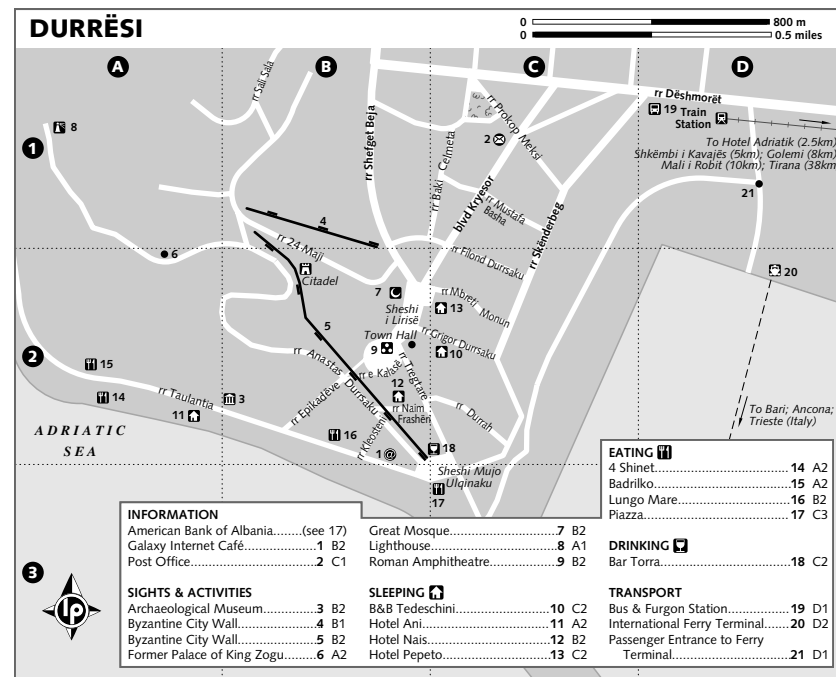 DURRËSI
0 800 m
0 0.5 miles
A
B
C
D
1
2
3
rr Sali Sala
rr Shefget Beja
rr Baki Celmeta
rr Prokop Meksi
2
blvd Kryesor
rr Mustafa
Basha
rr Skënderbeg
rr Dëshmorët
19 Train
Station
To Hotel Adriatik (2.5km)
Shkëmbi i Kavajës (5km); Golemi (8km)
Mali i Robit (10km); Tirana (38km
21
8
4
rr 24 Maji
6
Citadel
rr Filond Durrsaku
20
7
Sheshi
i Lirisë
rr Mbreti Monun
13
Town Hall
5
9
rr Grigor Dursaku
10
rr Anastas Durrsaku
rr e Kalasë
rr Tregtare
12
rr Naim
Frashëri
15
14
rr Taulantia
11
3
rr Epikadëve
16
rr Kleosteni
1
@
rr Durrah
18
Sheshi Mujo
Ulqinaku
17
ADRIATIC
SEA
To Bari; Ancona;
Trieste (Italy)
INFORMATION
American Bank of Albania........(see 17)
Galaxy Internet Café................1 B2
Post Office................2 C1
SIGHTS & ACTIVITIES
Archaeological Museum................3 B2
Byzantine City Wall................4 B1
Byzantine City Wall................5 B2
Former Palace of King Zogu........6 A2
Great Mosque................7 B2
Lighthouse................8 A1
Roman Amphitheatre................9 B2
SLEEPING
B&B Tedeschini................10 C2
Hotel Ani................11 A2
Hotel Nais................12 B2
Hotel Pepeto................13 C2
EATING
4 Shinet................14 A2
Badrilko................15 A2
Lungo Mare................16 B2
Piazza................17 C3
DRINKING
Bar Torra................18 C2
TRANSPORT
Bus & Furgon Station................19 D1
International Ferry Terminal....20 D2
Passenger Entrance to Ferry
Terminal................21 D1
lp